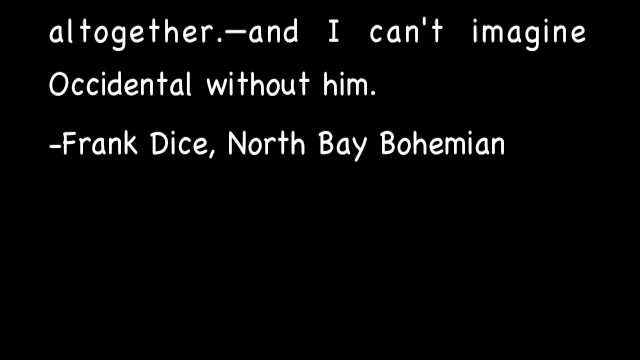 altogether.—and I can't imagine
Occidental without him.
-Frank Dice, North Bay Bohemian